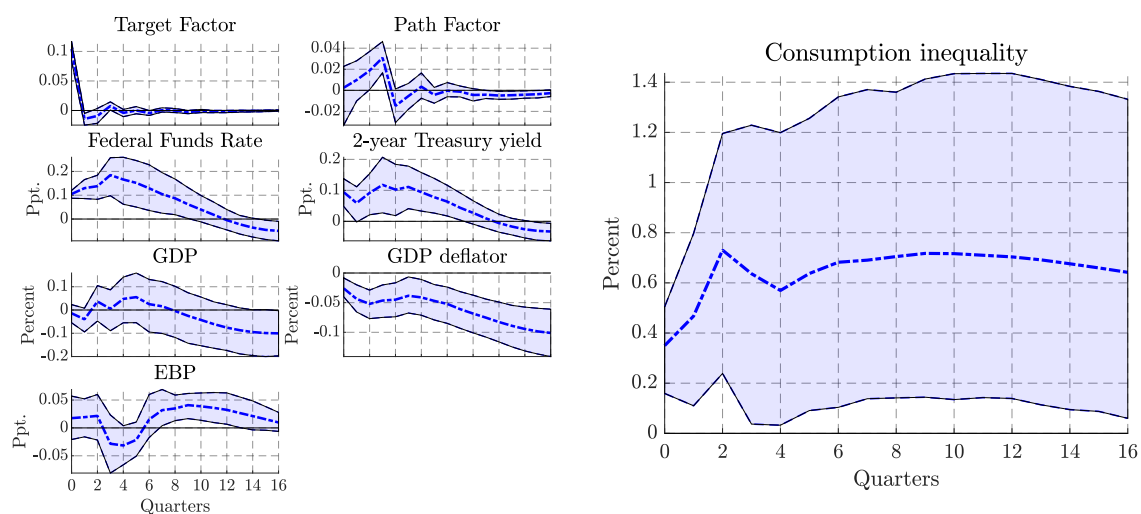 Target Factor
0.1
0.05
0
Path Factor
0.04
0.02
0
-0.02
Federal Funds Rate
Ppt.
0.2
0.1
0
2-year Treasury yield
Ppt.
0.2
0.1
0
GDP
Percent
0.1
0
-0.1
-0.2
GDP deflator
Percent
0
-0.05
-0.1
EBP
Ppt.
0.05
0
-0.05
0 2 4 6 8 10 12 14 16
Quarters
Consumption inequality
Percent
1.4
1.2
1
0.8
0.6
0.4
0.2
0
0 2 4 6 8 10 12 14 16
Quarters